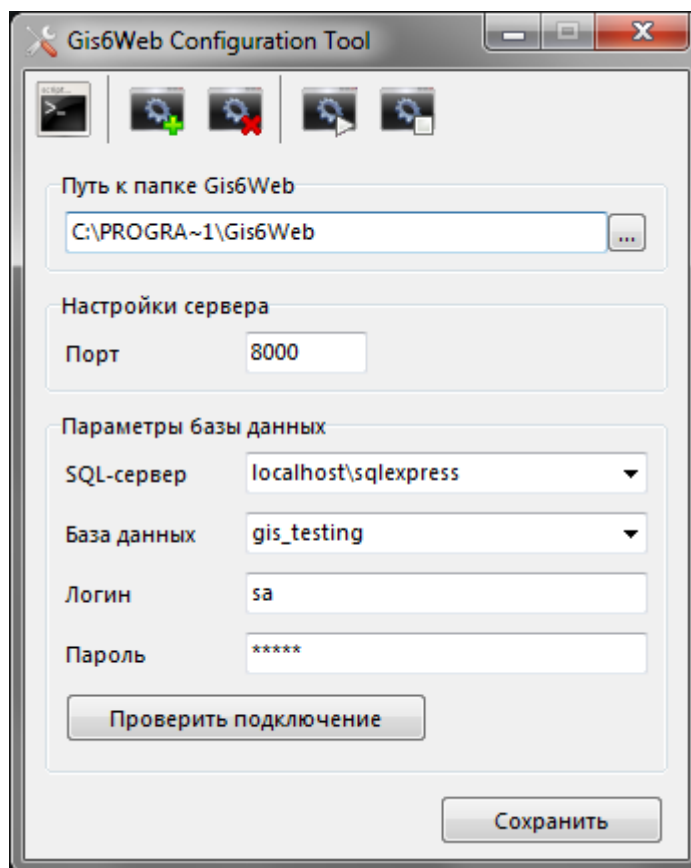 Gis6Web Configuration Tool
script...
>_
Путь к папке Gis6Web
C:\PROGRA~1\Gis6Web
...
Настройки сервера
Порт 8000
Параметры базы данных
SQL-сервер localhost\sqlexpress
База данных gis_testing
Логин sa
Пароль *****
Проверить подключение
Сохранить